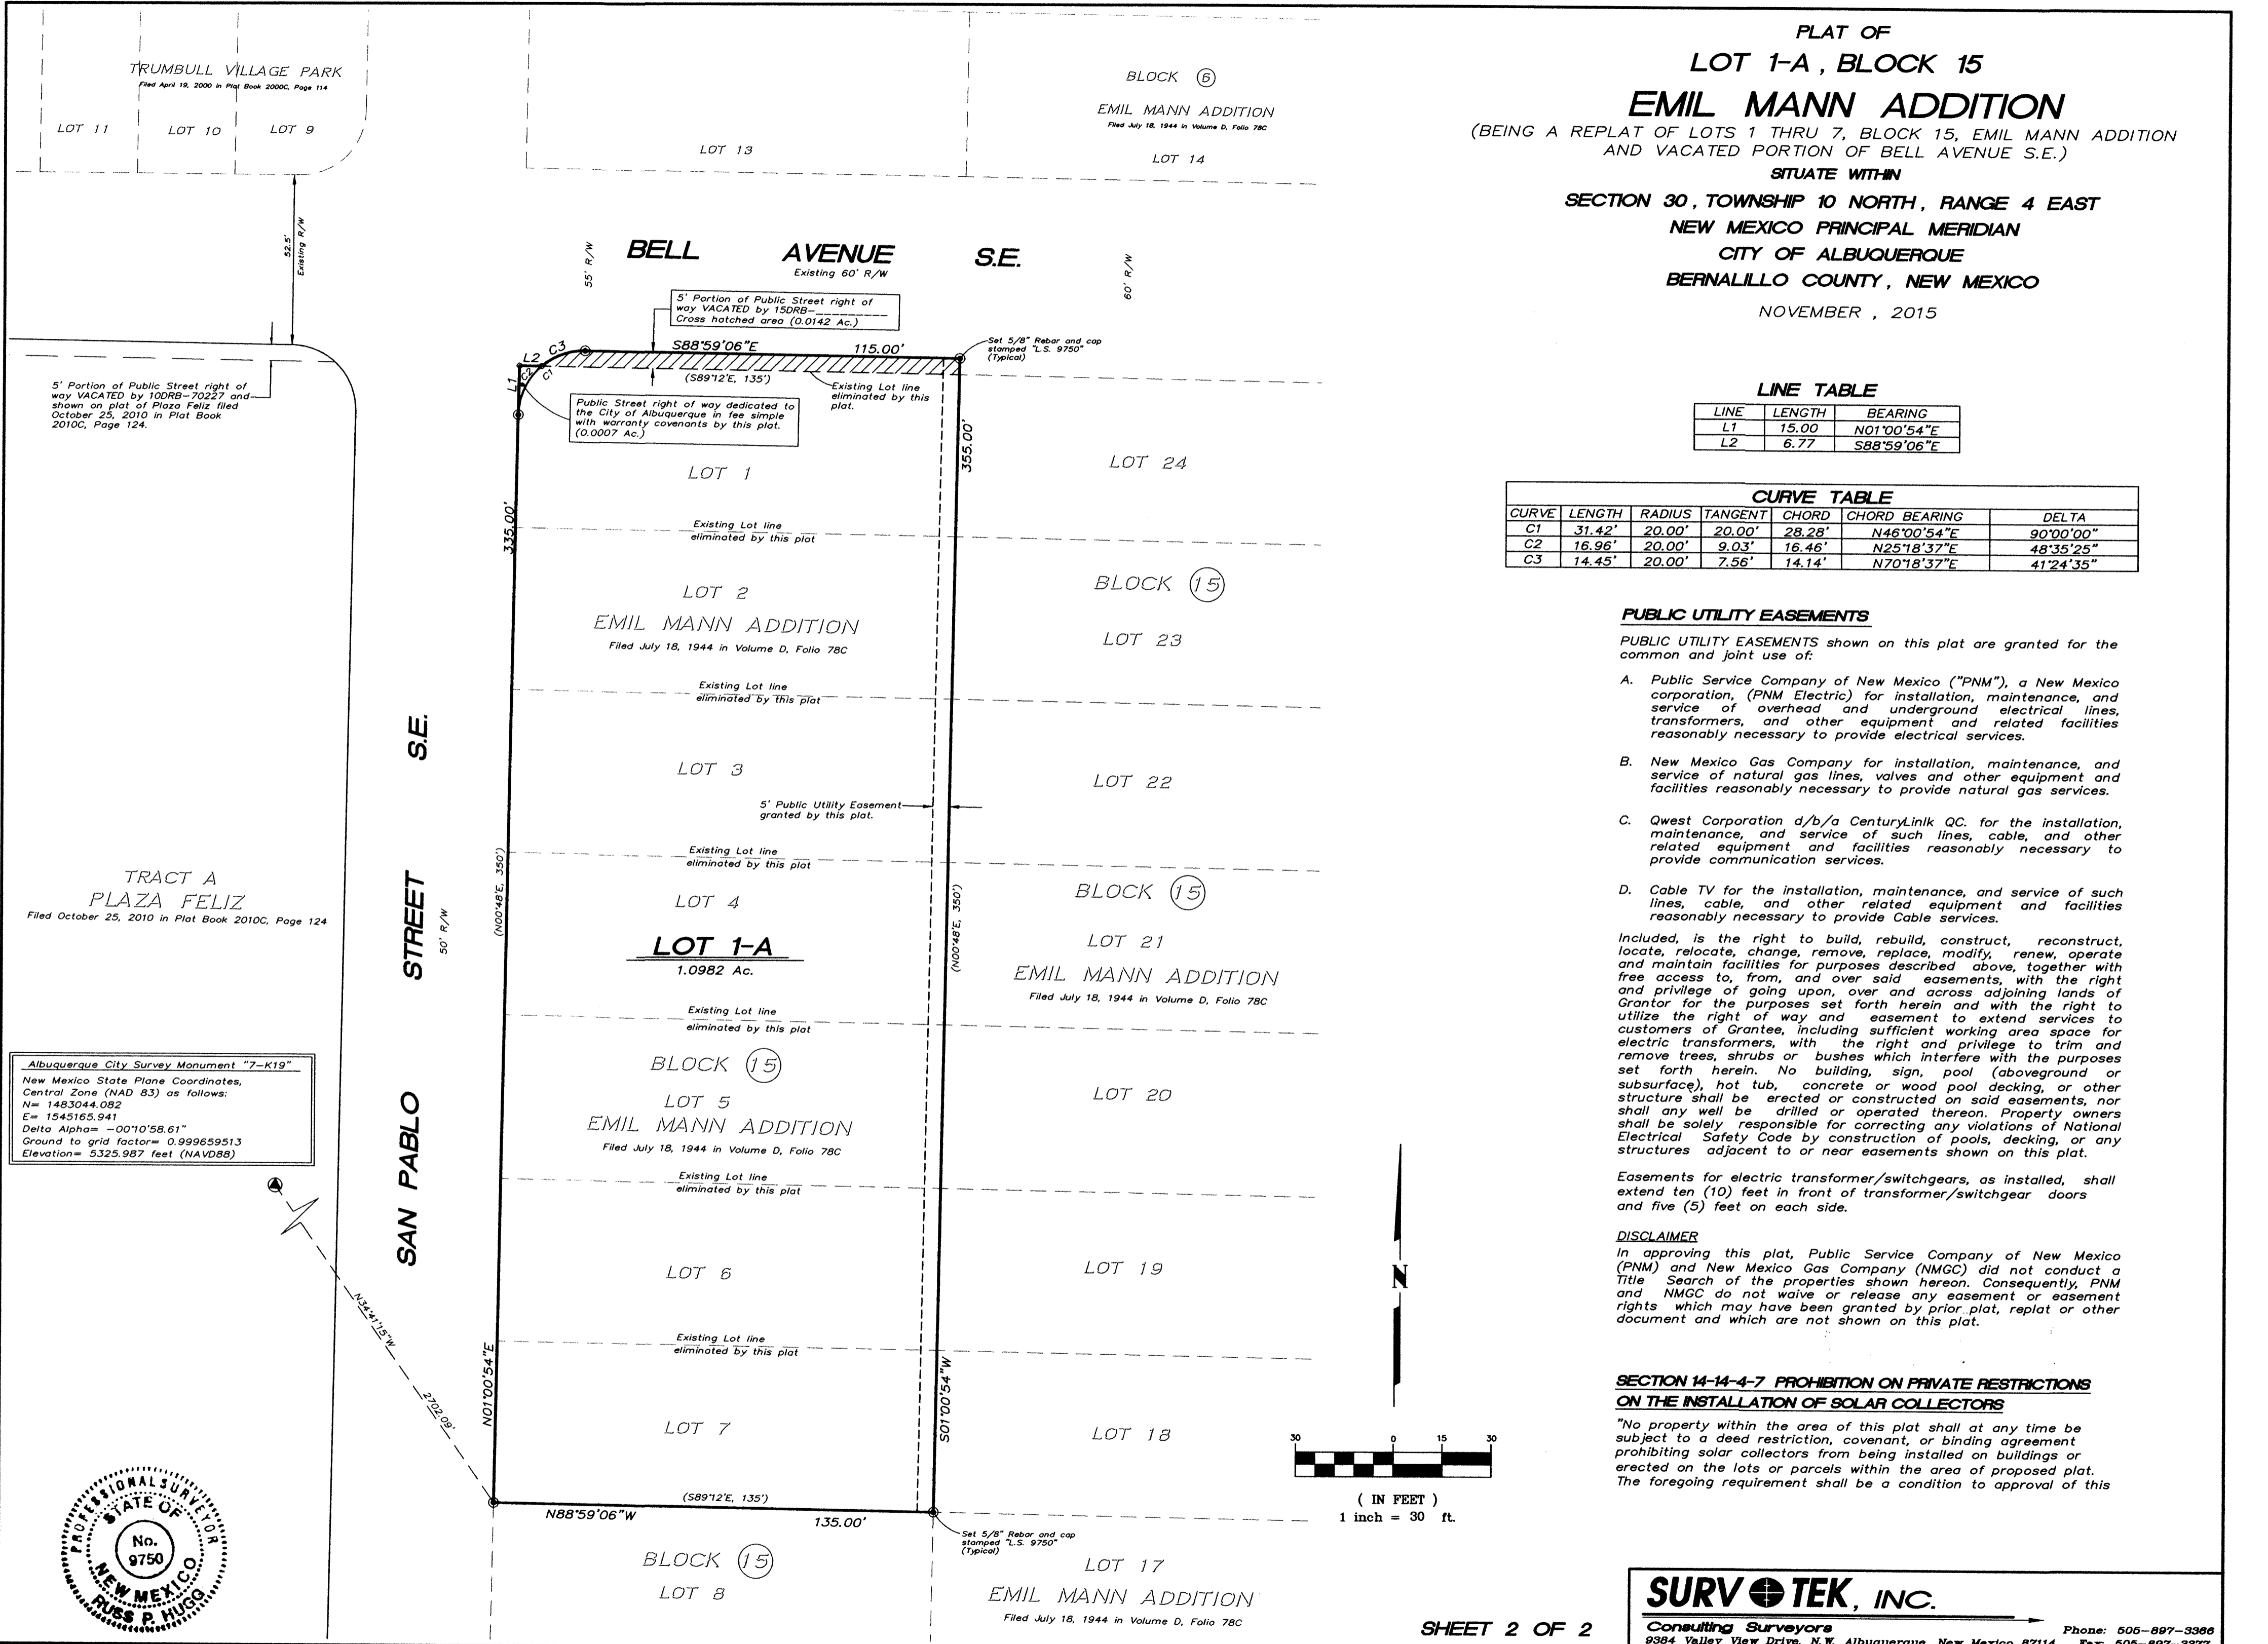 PLAT OF
LOT 1-A , BLOCK 15
EMIL MANN ADDITION
(BEING A REPLAT OF LOTS 1 THRU 7, BLOCK 15, EMIL MANN ADDITION
AND VACATED PORTION OF BELL AVENUE S.E.)
SITUATE WITHIN
SECTION 30 , TOWNSHIP 10 NORTH , RANGE 4 EAST
NEW MEXICO PRINCIPAL MERIDIAN
CITY OF ALBUQUERQUE
BERNALILLO COUNTY , NEW MEXICO
NOVEMBER , 2015
TRUMBULL VILLAGE PARK
Filed April 19, 2000 in Plat Book 2000C, Page 114
LOT 11
LOT 10
LOT 9
LOT 13
BLOCK 6
EMIL MANN ADDITION
Filed July 18, 1944 in Volume D, Folio 78C
LOT 14
52.5'
Existing R/W
55' R/W
BELL AVENUE S.E.
Existing 60' R/W
60' R/W
5' Portion of Public Street right of
way VACATED by 15DRB-__________
Cross hatched area (0.0142 Ac.)
S88°59'06"E 115.00'
Set 5/8" Rebar and cap
stamped "L.S. 9750"
(Typical)
L2
C3
L1
C2
C1
(S89°12'E, 135')
Existing Lot line
eliminated by this
plat.
5' Portion of Public Street right of
way VACATED by 10DRB-70227 and
shown on plat of Plaza Feliz filed
October 25, 2010 in Plat Book
2010C, Page 124.
Public Street right of way dedicated to
the City of Albuquerque in fee simple
with warranty covenants by this plat.
(0.0007 Ac.)
335.00'
355.00'
LOT 1
LOT 24
Existing Lot line
eliminated by this plat
LOT 2
EMIL MANN ADDITION
Filed July 18, 1944 in Volume D, Folio 78C
BLOCK 15
LOT 23
Existing Lot line
eliminated by this plat
LOT 3
LOT 22
5' Public Utility Easement
granted by this plat.
Existing Lot line
eliminated by this plat
(N00°48'E, 350')
(N00°48'E, 350')
TRACT A
PLAZA FELIZ
Filed October 25, 2010 in Plat Book 2010C, Page 124
SAN PABLO STREET S.E.
50' R/W
LOT 4
LOT 1-A
1.0982 Ac.
BLOCK 15
LOT 21
EMIL MANN ADDITION
Filed July 18, 1944 in Volume D, Folio 78C
Existing Lot line
eliminated by this plat
BLOCK 15
LOT 5
EMIL MANN ADDITION
Filed July 18, 1944 in Volume D, Folio 78C
LOT 20
Existing Lot line
eliminated by this plat
Albuquerque City Survey Monument "7-K19"
New Mexico State Plane Coordinates,
Central Zone (NAD 83) as follows:
N= 1483044.082
E= 1545165.941
Delta Alpha= -00°10'58.61"
Ground to grid factor= 0.999659513
Elevation= 5325.987 feet (NAVD88)
N34°41'15"W
2702.09'
LOT 6
LOT 19
Existing Lot line
eliminated by this plat
N01°00'54"E
S01°00'54"W
LOT 7
LOT 18
(S89°12'E, 135')
N88°59'06"W 135.00'
Set 5/8" Rebar and cap
stamped "L.S. 9750"
(Typical)
BLOCK 15
LOT 8
LOT 17
EMIL MANN ADDITION
Filed July 18, 1944 in Volume D, Folio 78C
PROFESSIONAL SURVEYOR
STATE OF
No.
9750
NEW MEXICO
RUSS P. HUGG
N
30 0 15 30
( IN FEET )
1 inch = 30 ft.
LINE TABLE
LINE LENGTH BEARING
L1 15.00 N01°00'54"E
L2 6.77 S88°59'06"E
CURVE TABLE
CURVE LENGTH RADIUS TANGENT CHORD CHORD BEARING DELTA
C1 31.42' 20.00' 20.00' 28.28' N46°00'54"E 90°00'00"
C2 16.96' 20.00' 9.03' 16.46' N25°18'37"E 48°35'25"
C3 14.45' 20.00' 7.56' 14.14' N70°18'37"E 41°24'35"
PUBLIC UTILITY EASEMENTS
PUBLIC UTILITY EASEMENTS shown on this plat are granted for the
common and joint use of:
A. Public Service Company of New Mexico ("PNM"), a New Mexico
corporation, (PNM Electric) for installation, maintenance, and
service of overhead and underground electrical lines,
transformers, and other equipment and related facilities
reasonably necessary to provide electrical services.
B. New Mexico Gas Company for installation, maintenance, and
service of natural gas lines, valves and other equipment and
facilities reasonably necessary to provide natural gas services.
C. Qwest Corporation d/b/a CenturyLinlk QC. for the installation,
maintenance, and service of such lines, cable, and other
related equipment and facilities reasonably necessary to
provide communication services.
D. Cable TV for the installation, maintenance, and service of such
lines, cable, and other related equipment and facilities
reasonably necessary to provide Cable services.
Included, is the right to build, rebuild, construct, reconstruct,
locate, relocate, change, remove, replace, modify, renew, operate
and maintain facilities for purposes described above, together with
free access to, from, and over said easements, with the right
and privilege of going upon, over and across adjoining lands of
Grantor for the purposes set forth herein and with the right to
utilize the right of way and easement to extend services to
customers of Grantee, including sufficient working area space for
electric transformers, with the right and privilege to trim and
remove trees, shrubs or bushes which interfere with the purposes
set forth herein. No building, sign, pool (aboveground or
subsurface), hot tub, concrete or wood pool decking, or other
structure shall be erected or constructed on said easements, nor
shall any well be drilled or operated thereon. Property owners
shall be solely responsible for correcting any violations of National
Electrical Safety Code by construction of pools, decking, or any
structures adjacent to or near easements shown on this plat.
Easements for electric transformer/switchgears, as installed, shall
extend ten (10) feet in front of transformer/switchgear doors
and five (5) feet on each side.
DISCLAIMER
In approving this plat, Public Service Company of New Mexico
(PNM) and New Mexico Gas Company (NMGC) did not conduct a
Title Search of the properties shown hereon. Consequently, PNM
and NMGC do not waive or release any easement or easement
rights which may have been granted by prior plat, replat or other
document and which are not shown on this plat.
SECTION 14-14-4-7 PROHIBITION ON PRIVATE RESTRICTIONS
ON THE INSTALLATION OF SOLAR COLLECTORS
"No property within the area of this plat shall at any time be
subject to a deed restriction, covenant, or binding agreement
prohibiting solar collectors from being installed on buildings or
erected on the lots or parcels within the area of proposed plat.
The foregoing requirement shall be a condition to approval of this
SHEET 2 OF 2
SURV TEK, INC.
Consulting Surveyors Phone: 505-897-3366
9384 Valley View Drive, N.W. Albuquerque, New Mexico 87114 Fax: 505-897-3377